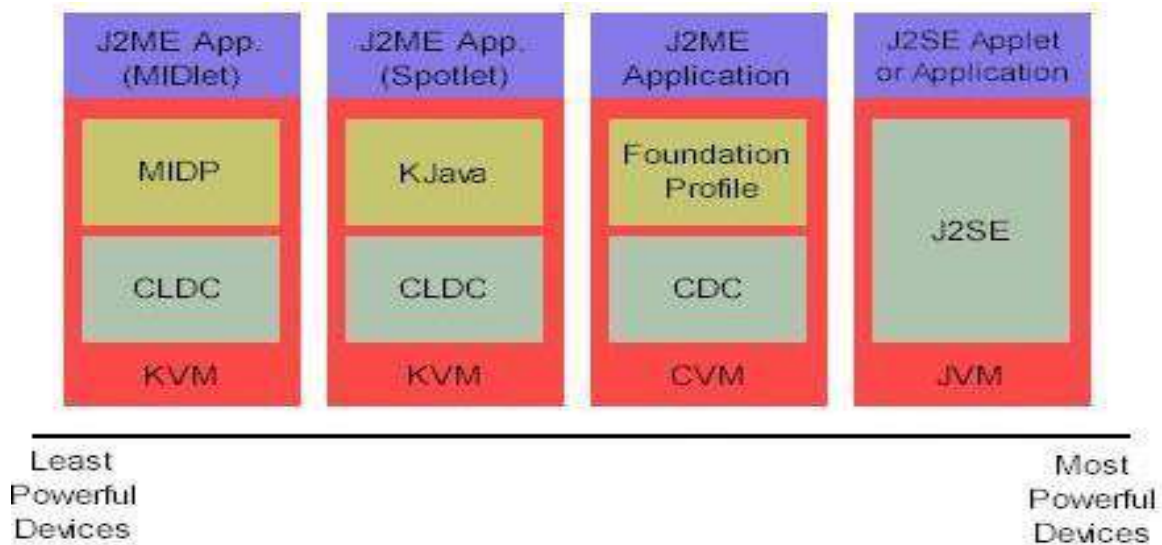 J2ME App.
(MIDlet)
MIDP
CLDC
KVM
J2ME App.
(Spotlet)
KJava
CLDC
KVM
J2ME
Application
Foundation
Profile
CDC
CVM
J2SE Applet
or Application
J2SE
JVM
Least
Powerful
Devices
Most
Powerful
Devices